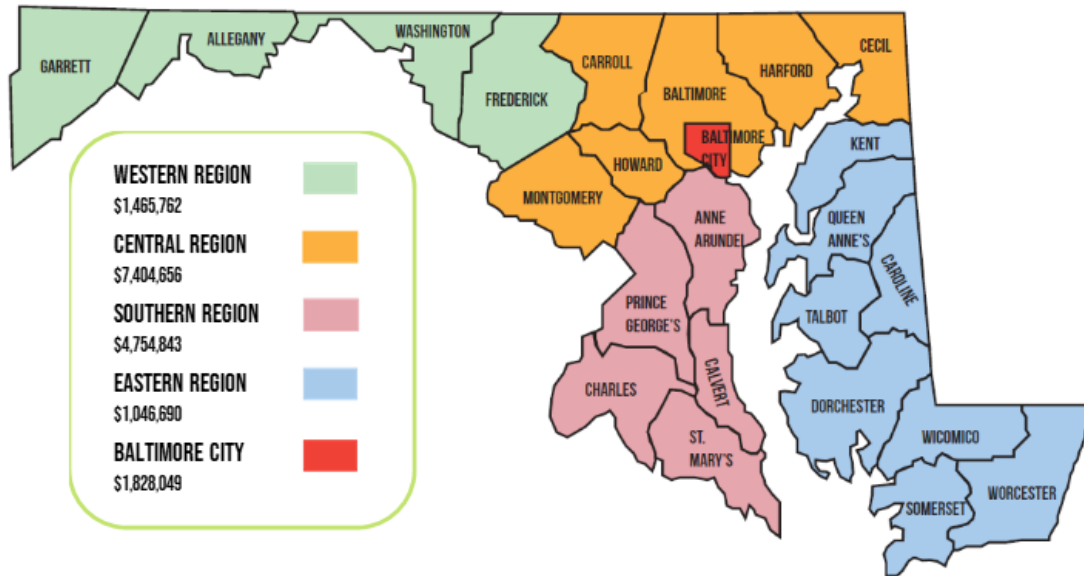 GARRETT
ALLEGANY
WASHINGTON
FREDERICK
CARROLL
BALTIMORE
HARFORD
CECIL
BALTIMORE
CITY
HOWARD
MONTGOMERY
KENT
ANNE
ARUNDEL
QUEEN
ANNE'S
CAROLINE
PRINCE
GEORGE'S
TALBOT
CALVERT
CHARLES
DORCHESTER
ST.
MARY'S
WICOMICO
SOMERSET
WORCESTER
WESTERN REGION
$1,465,762
CENTRAL REGION
$7,404,656
SOUTHERN REGION
$4,754,843
EASTERN REGION
$1,046,690
BALTIMORE CITY
$1,828,049